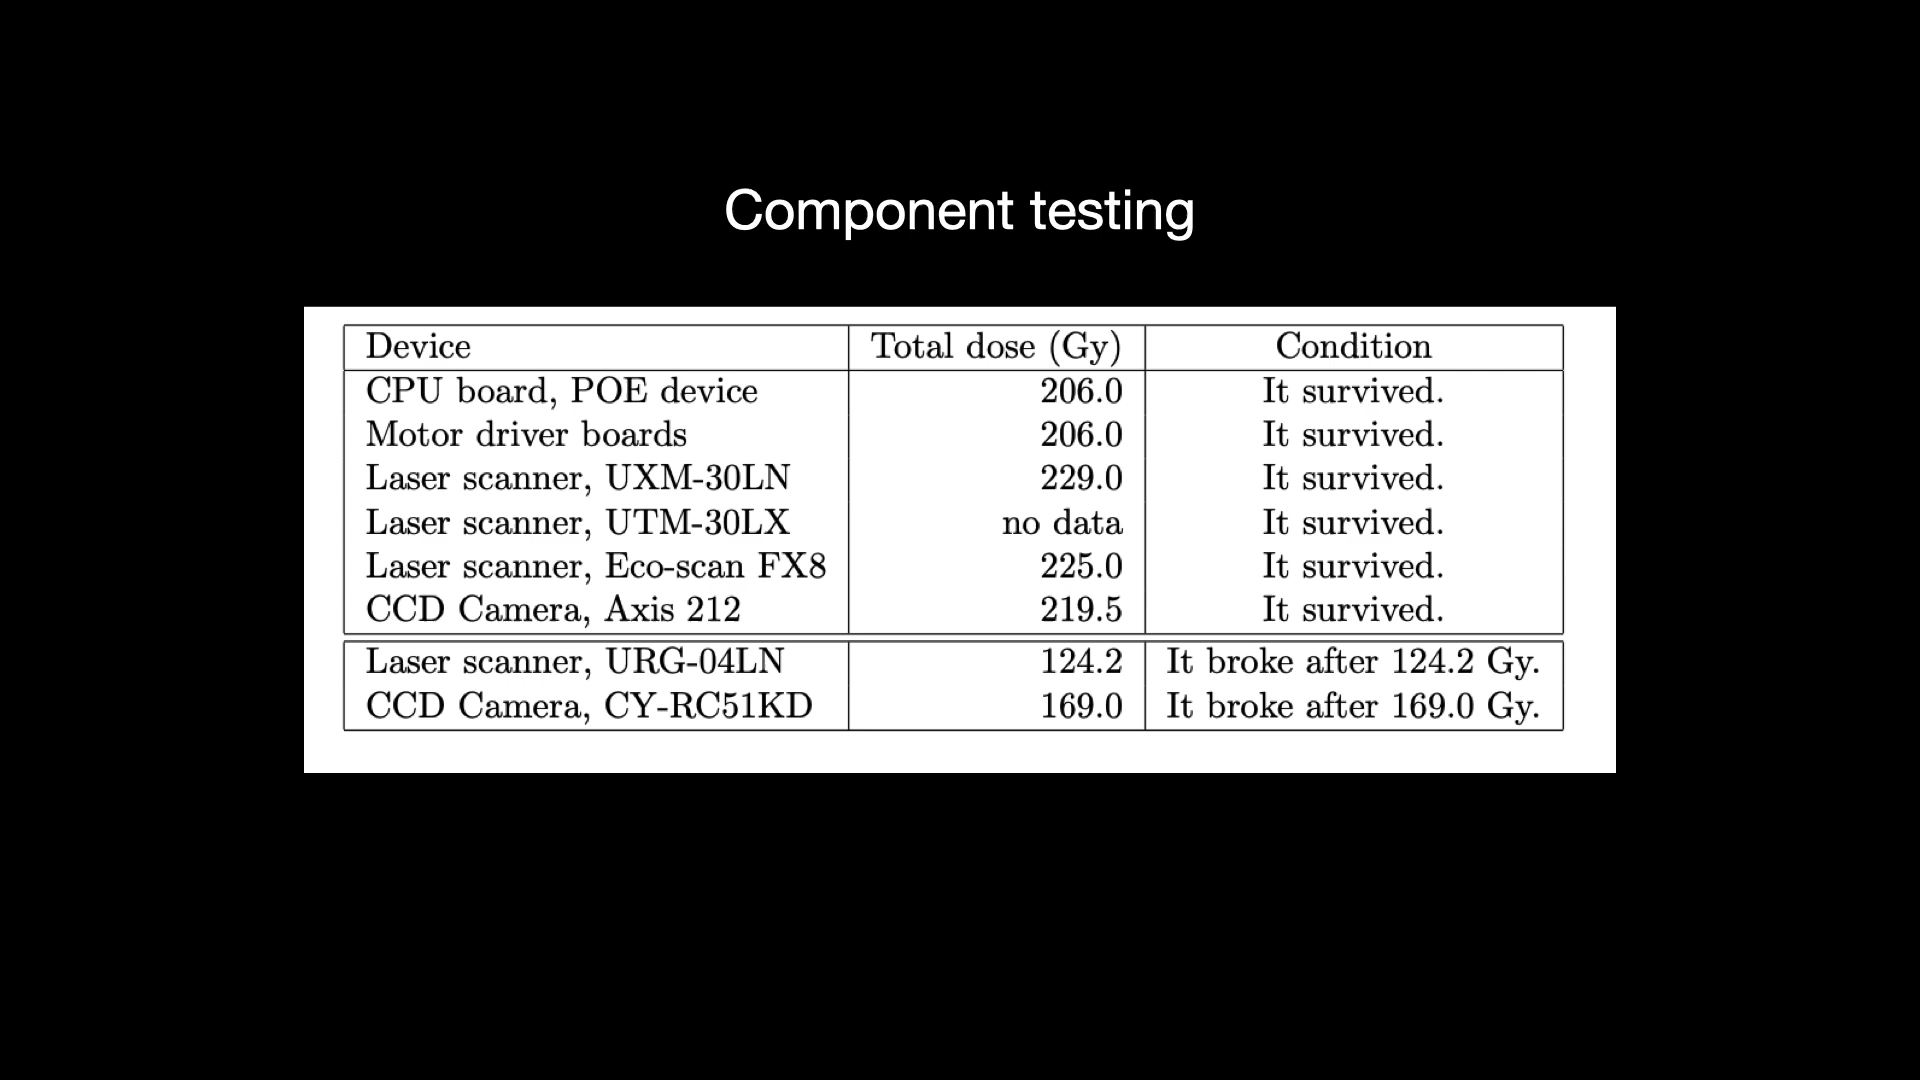 Component testing
Device Total dose (Gy) Condition
CPU board, POE device 206.0 It survived.
Motor driver boards 206.0 It survived.
Laser scanner, UXM-30LN 229.0 It survived.
Laser scanner, UTM-30LX no data It survived.
Laser scanner, Eco-scan FX8 225.0 It survived.
CCD Camera, Axis 212 219.5 It survived.
Laser scanner, URG-04LN 124.2 It broke after 124.2 Gy.
CCD Camera, CY-RC51KD 169.0 It broke after 169.0 Gy.